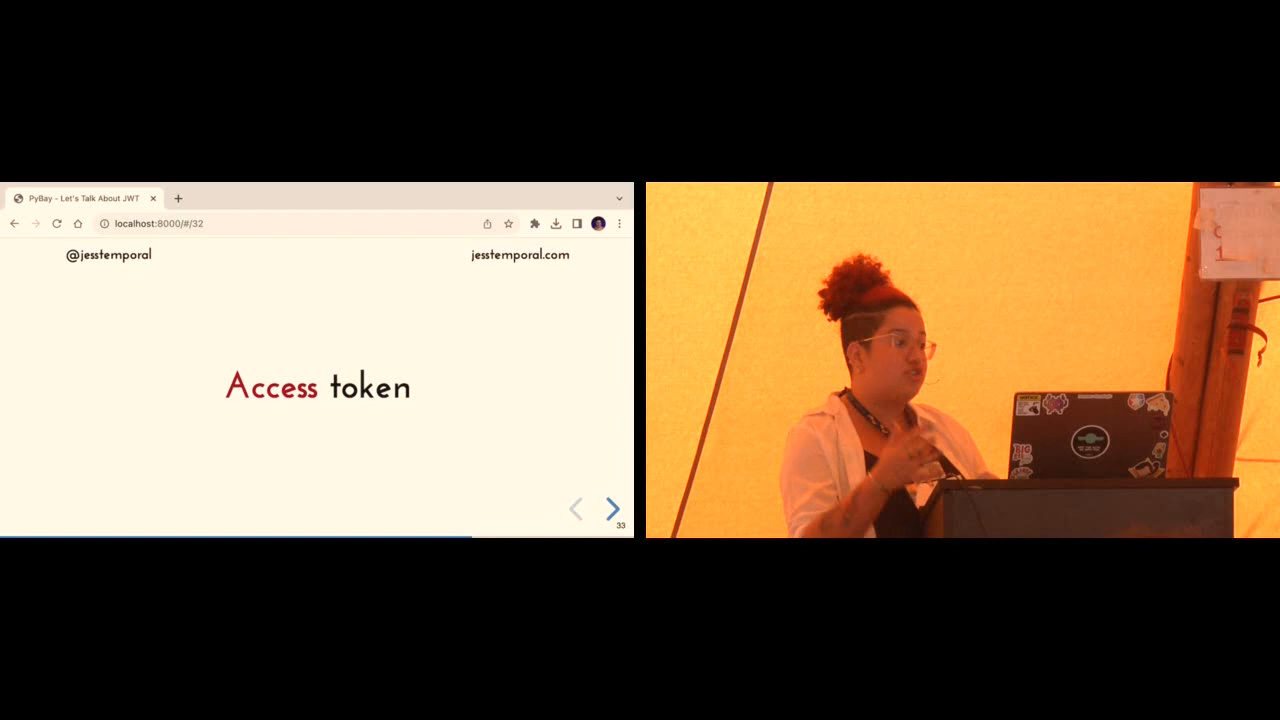 PyBay - Let's Talk About JWT
localhost:8000/#/32
@jesstemporal
jesstemporal.com
Access token
33